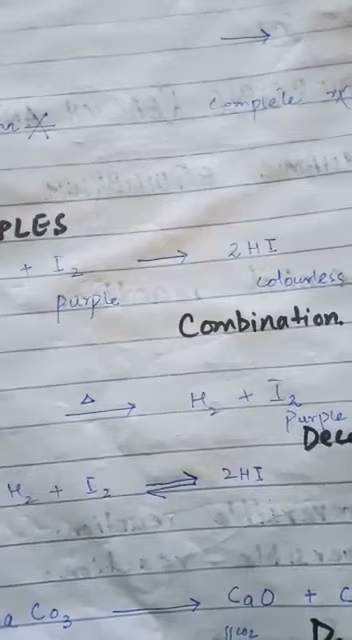 →
complete
PLES
+ I₂ → 2HI
purple colourless
Combination.
Δ
→ H₂ + I₂
purple
Dec
H₂ + I₂ ⇌ 2HI
a CO₃ → CaO + C